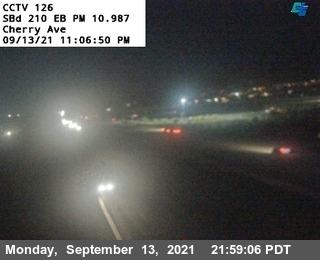 CCTV 126
SBd 210 EB PM 10.987
Cherry Ave
09/13/21 11:06:50 PM
Monday, September 13, 2021 21:59:06 PDT